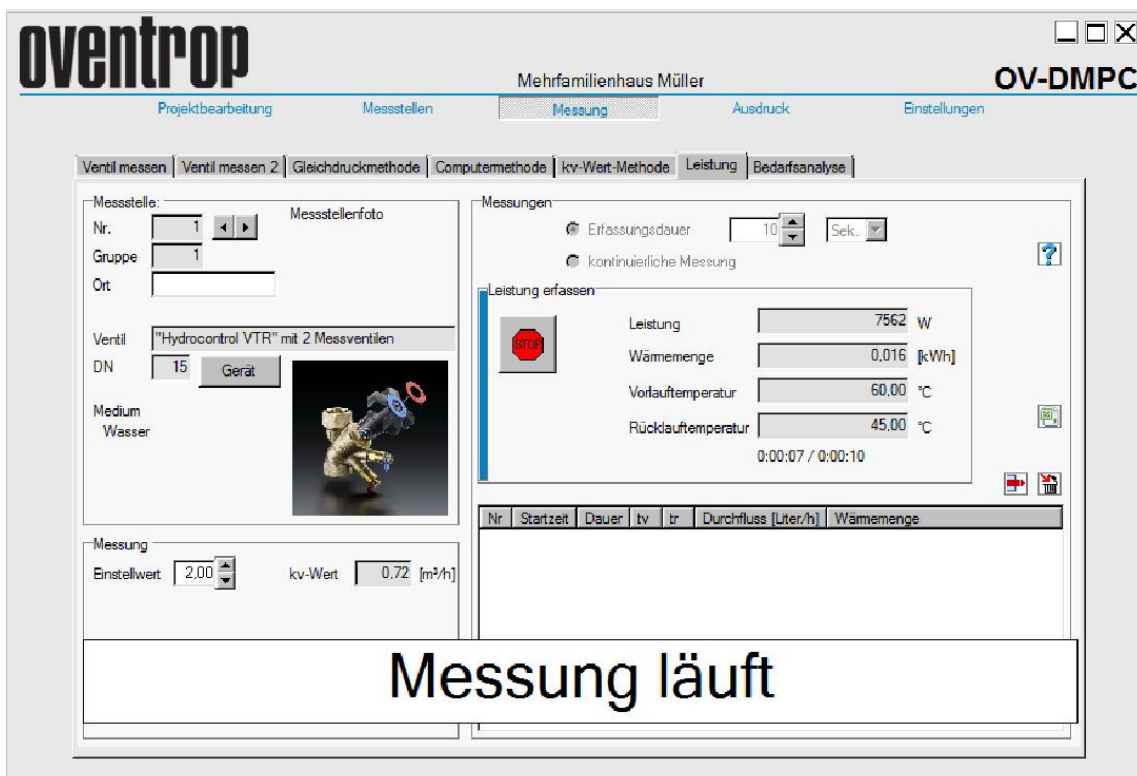 oventrop
Mehrfamilienhaus Müller
OV-DMPC
Projektbearbeitung Messstellen Messung Ausdruck Einstellungen
Ventil messen Ventil messen 2 Gleichdruckmethode Computermethode kv-Wert-Methode Leistung Bedarfsanalyse
Messstelle:
Nr. 1
Messstellenfoto
Gruppe 1
Ort
Ventil "Hydrocontrol VTR" mit 2 Messventilen
DN 15 Gerät
Medium
Wasser
Messung
Einstellwert 2,00 kv-Wert 0,72 [m³/h]
Messungen
Erfassungsdauer 10 Sek.
kontinuierliche Messung
Leistung erfassen
STOP
Leistung 7562 W
Wärmemenge 0,016 [kWh]
Vorlauftemperatur 60,00 °C
Rücklauftemperatur 45,00 °C
0:00:07 / 0:00:10
Nr Startzeit Dauer tv tr Durchfluss [Liter/h] Wärmemenge
Messung läuft